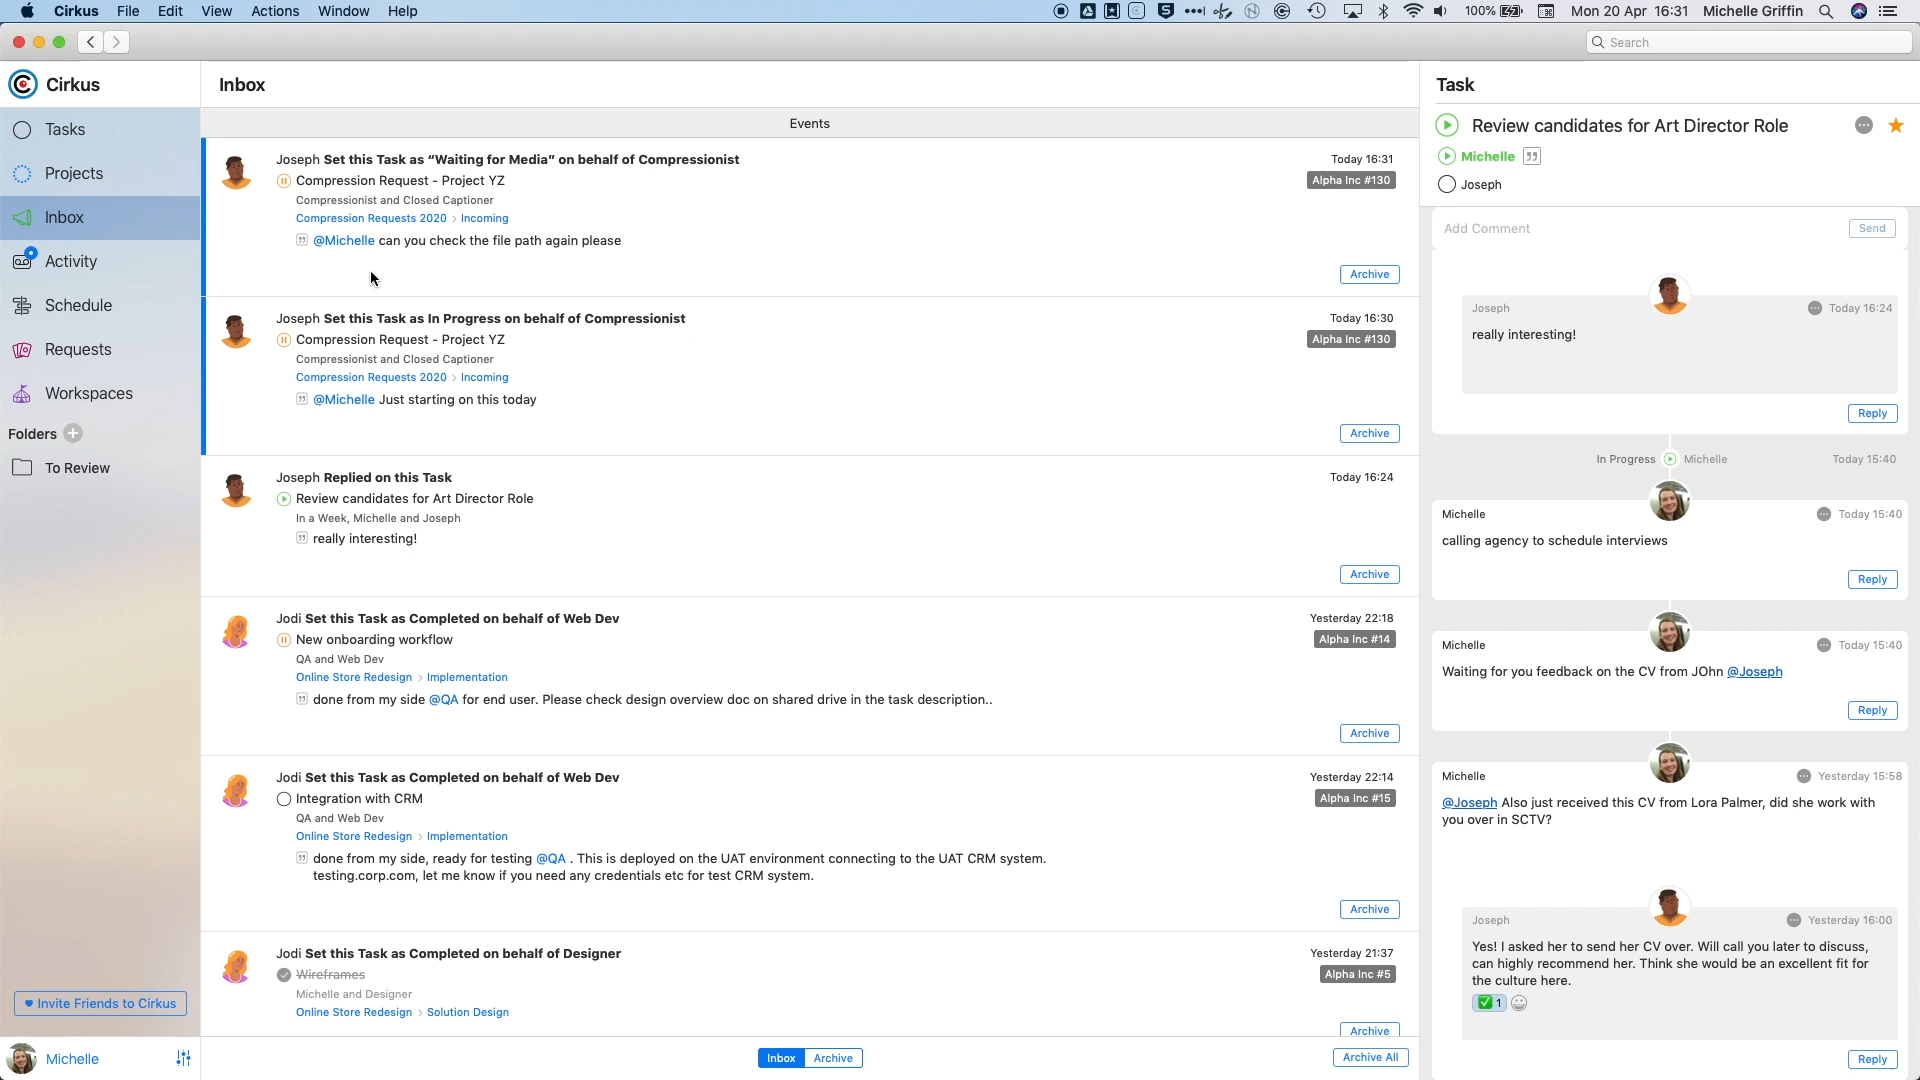 Cirkus File Edit View Actions Window Help
100% Mon 20 Apr 16:31 Michelle Griffin
Search
Cirkus
Tasks
Projects
Inbox
Activity
Schedule
Requests
Workspaces
Folders
To Review
Invite Friends to Cirkus
Michelle
Inbox
Events
Joseph Set this Task as “Waiting for Media” on behalf of Compressionist
Today 16:31
Compression Request - Project YZ
Alpha Inc #130
Compressionist and Closed Captioner
Compression Requests 2020 > Incoming
@Michelle can you check the file path again please
Archive
Joseph Set this Task as In Progress on behalf of Compressionist
Today 16:30
Compression Request - Project YZ
Alpha Inc #130
Compressionist and Closed Captioner
Compression Requests 2020 > Incoming
@Michelle Just starting on this today
Archive
Joseph Replied on this Task
Today 16:24
Review candidates for Art Director Role
In a Week, Michelle and Joseph
really interesting!
Archive
Jodi Set this Task as Completed on behalf of Web Dev
Yesterday 22:18
New onboarding workflow
Alpha Inc #14
QA and Web Dev
Online Store Redesign > Implementation
done from my side @QA for end user. Please check design overview doc on shared drive in the task description..
Archive
Jodi Set this Task as Completed on behalf of Web Dev
Yesterday 22:14
Integration with CRM
Alpha Inc #15
QA and Web Dev
Online Store Redesign > Implementation
done from my side, ready for testing @QA . This is deployed on the UAT environment connecting to the UAT CRM system.
testing.corp.com, let me know if you need any credentials etc for test CRM system.
Archive
Jodi Set this Task as Completed on behalf of Designer
Yesterday 21:37
Wireframes
Alpha Inc #5
Michelle and Designer
Online Store Redesign > Solution Design
Archive
Inbox Archive
Archive All
Task
Review candidates for Art Director Role
Michelle
Joseph
Add Comment
Send
Joseph
Today 16:24
really interesting!
Reply
In Progress Michelle
Today 15:40
Michelle
Today 15:40
calling agency to schedule interviews
Reply
Michelle
Today 15:40
Waiting for you feedback on the CV from JOhn @Joseph
Reply
Michelle
Yesterday 15:58
@Joseph Also just received this CV from Lora Palmer, did she work with
you over in SCTV?
Joseph
Yesterday 16:00
Yes! I asked her to send her CV over. Will call you later to discuss,
can highly recommend her. Think she would be an excellent fit for
the culture here.
1
Reply